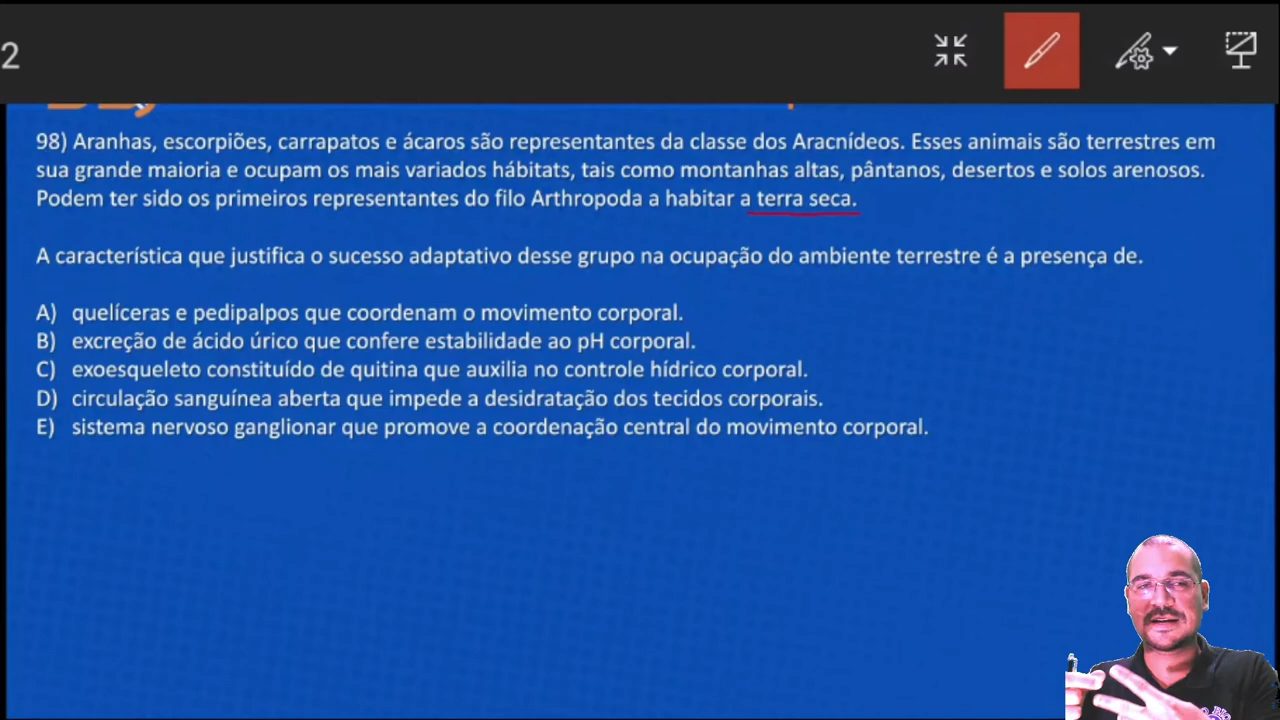 2
98) Aranhas, escorpiões, carrapatos e ácaros são representantes da classe dos Aracnídeos. Esses animais são terrestres em
sua grande maioria e ocupam os mais variados hábitats, tais como montanhas altas, pântanos, desertos e solos arenosos.
Podem ter sido os primeiros representantes do filo Arthropoda a habitar a terra seca.
A característica que justifica o sucesso adaptativo desse grupo na ocupação do ambiente terrestre é a presença de.
A) quelíceras e pedipalpos que coordenam o movimento corporal.
B) excreção de ácido úrico que confere estabilidade ao pH corporal.
C) exoesqueleto constituído de quitina que auxilia no controle hídrico corporal.
D) circulação sanguínea aberta que impede a desidratação dos tecidos corporais.
E) sistema nervoso ganglionar que promove a coordenação central do movimento corporal.